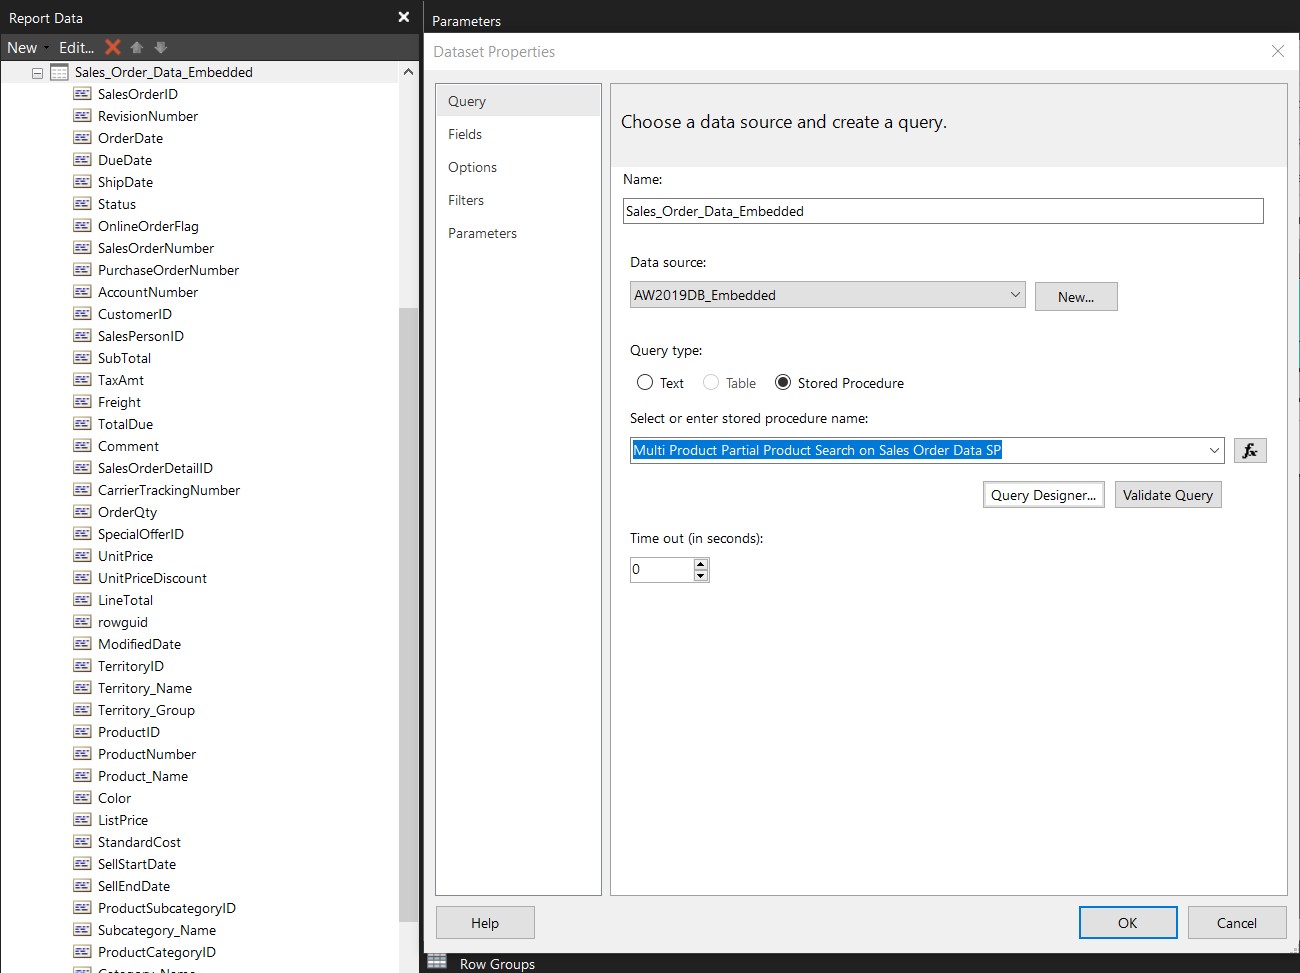 Report Data
New Edit...
Sales_Order_Data_Embedded
SalesOrderID
RevisionNumber
OrderDate
DueDate
ShipDate
Status
OnlineOrderFlag
SalesOrderNumber
PurchaseOrderNumber
AccountNumber
CustomerID
SalesPersonID
SubTotal
TaxAmt
Freight
TotalDue
Comment
SalesOrderDetailID
CarrierTrackingNumber
OrderQty
SpecialOfferID
UnitPrice
UnitPriceDiscount
LineTotal
rowguid
ModifiedDate
TerritoryID
Territory_Name
Territory_Group
ProductID
ProductNumber
Product_Name
Color
ListPrice
StandardCost
SellStartDate
SellEndDate
ProductSubcategoryID
Subcategory_Name
ProductCategoryID
Category_Name
Parameters
Dataset Properties
Query
Fields
Options
Filters
Parameters
Choose a data source and create a query.
Name:
Sales_Order_Data_Embedded
Data source:
AW2019DB_Embedded
New...
Query type:
Text Table Stored Procedure
Select or enter stored procedure name:
Multi Product Partial Product Search on Sales Order Data SP
fx
Query Designer... Validate Query
Time out (in seconds):
0
Help OK Cancel
Row Groups